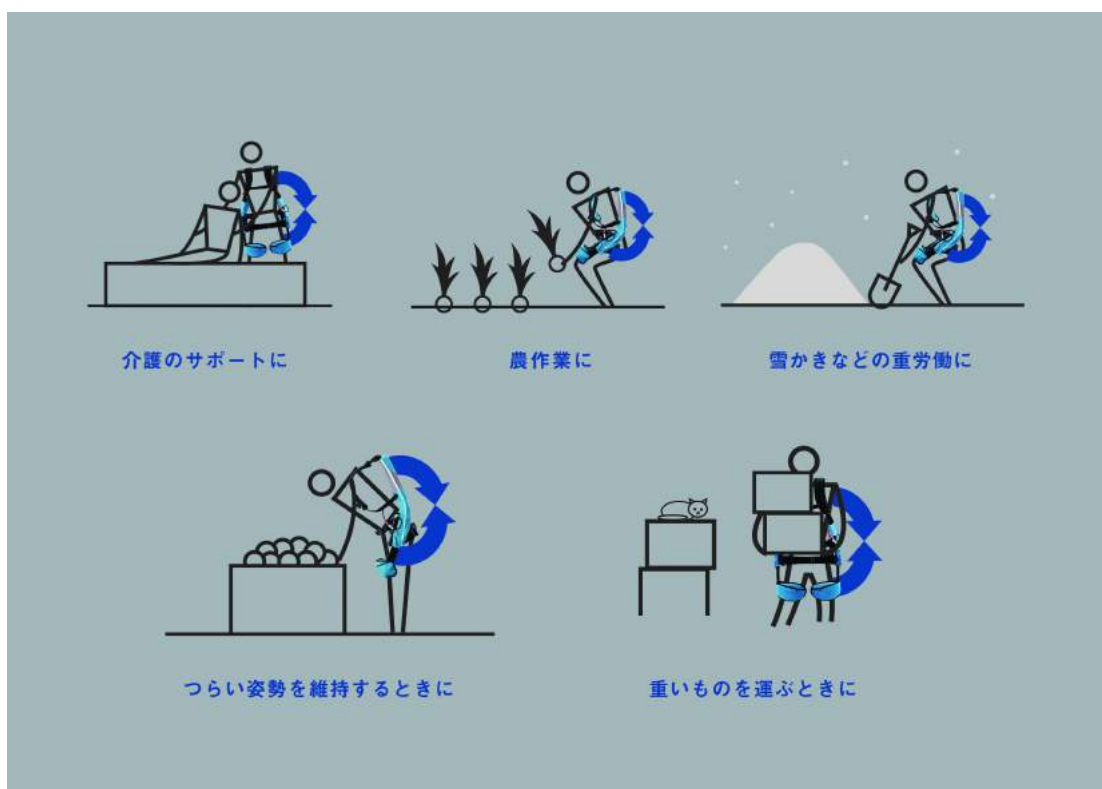 介護のサポートに
農作業に
雪かきなどの重労働に
つらい姿勢を維持するときに
重いものを運ぶときに